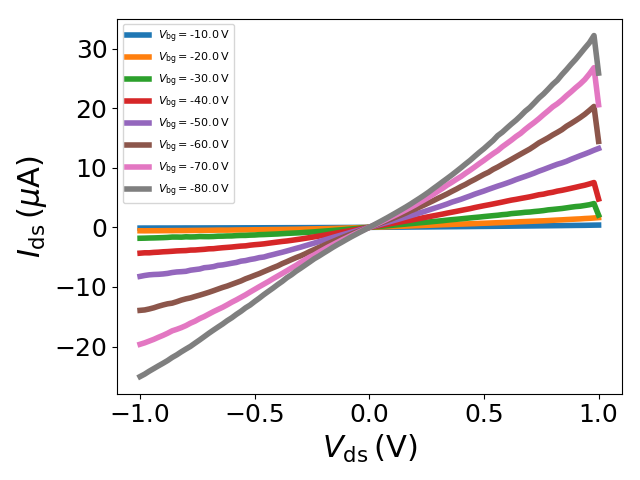 V_bg = -10.0 V
V_bg = -20.0 V
V_bg = -30.0 V
V_bg = -40.0 V
V_bg = -50.0 V
V_bg = -60.0 V
V_bg = -70.0 V
V_bg = -80.0 V
30
20
10
0
−10
−20
I_ds (μA)
−1.0 −0.5 0.0 0.5 1.0
V_ds (V)